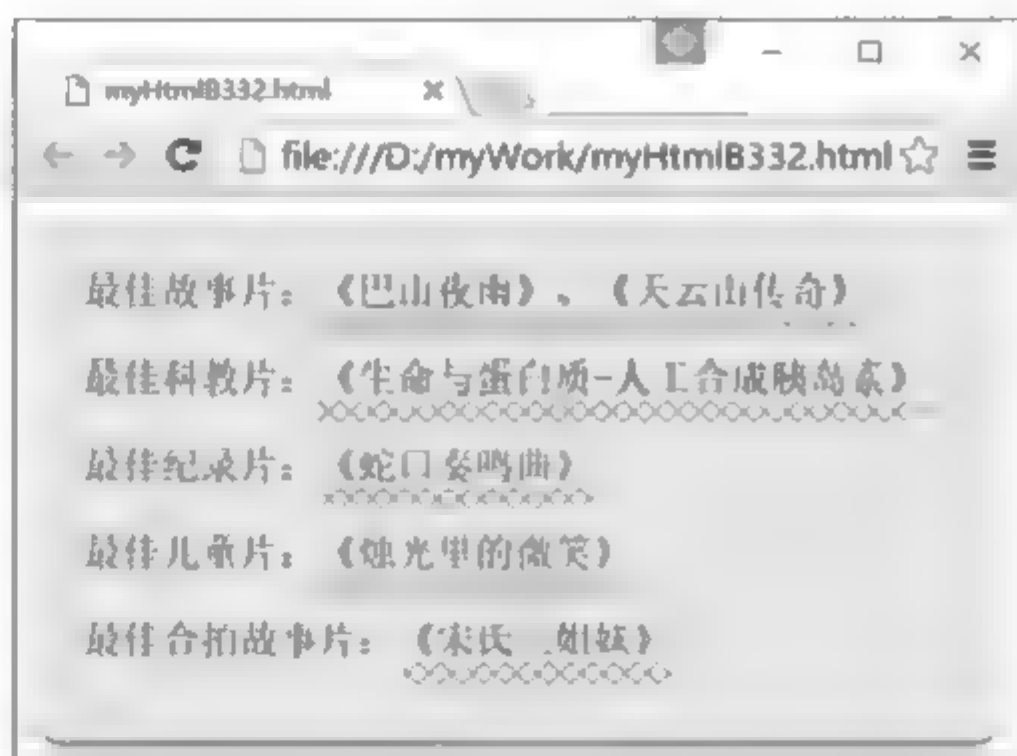 myHtmlB332.html
file:///D:/myWork/myHtmlB332.html
最佳故事片：《巴山夜雨》、《天云山传奇》
最佳科教片：《生命与蛋白质-人工合成胰岛素》
最佳纪录片：《蛇口奏鸣曲》
最佳儿童片：《烛光里的微笑》
最佳合拍故事片：《宋氏 姐妹》